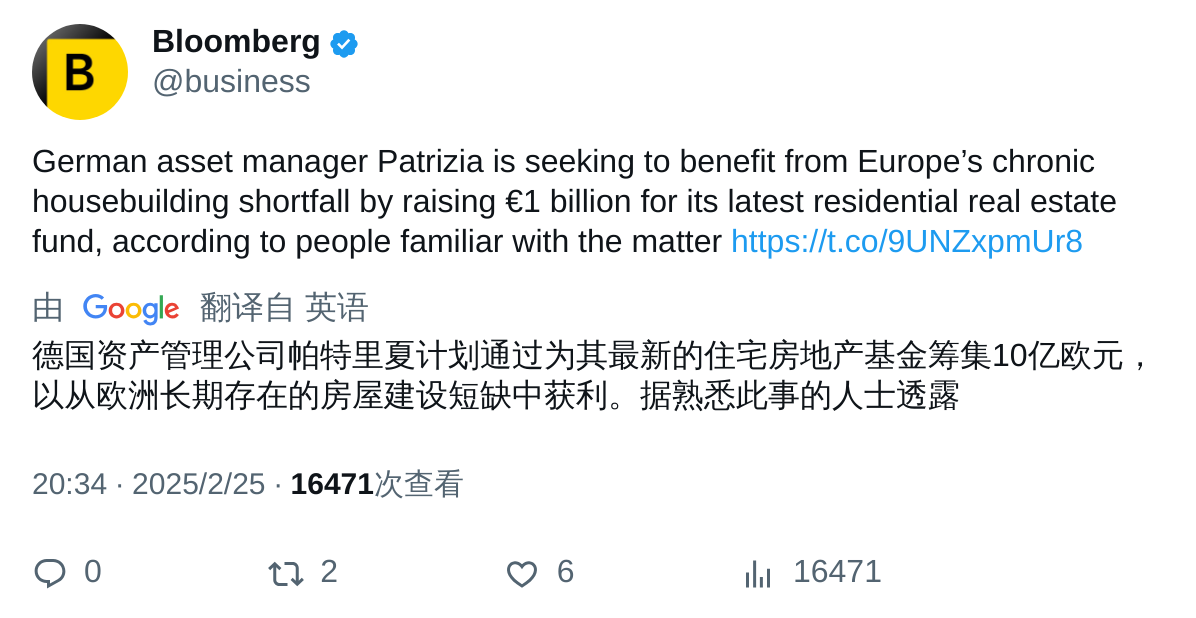 B
Bloomberg
@business
German asset manager Patrizia is seeking to benefit from Europe’s chronic
housebuilding shortfall by raising €1 billion for its latest residential real estate
fund, according to people familiar with the matter https://t.co/9UNZxpmUr8
由 Google 翻译自 英语
德国资产管理公司帕特里夏计划通过为其最新的住宅房地产基金筹集10亿欧元，
以从欧洲长期存在的房屋建设短缺中获利。据熟悉此事的人士透露
20:34 · 2025/2/25 · 16471次查看
0 2 6 16471